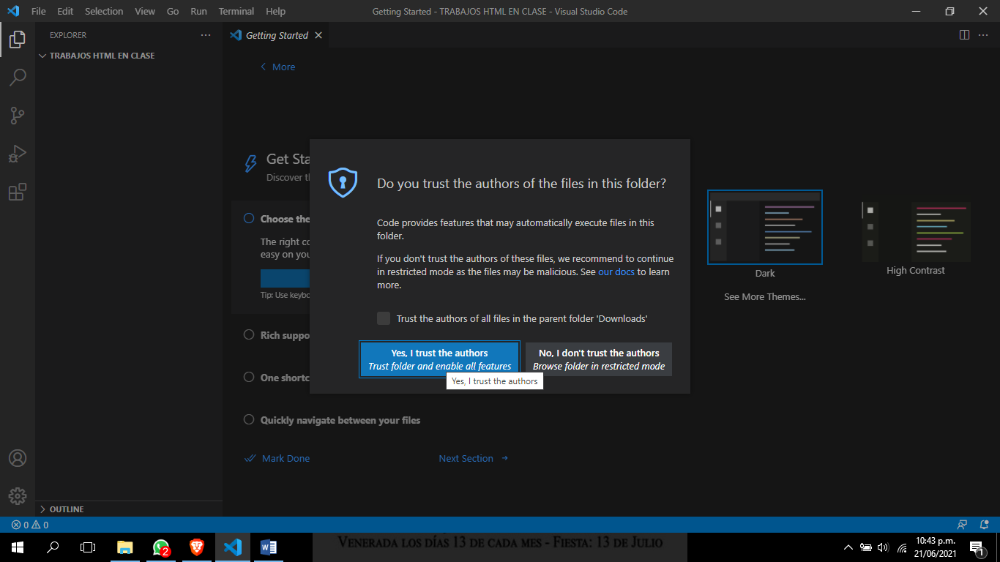 File Edit Selection View Go Run Terminal Help
Getting Started - TRABAJOS HTML EN CLASE - Visual Studio Code
EXPLORER
TRABAJOS HTML EN CLASE
Getting Started
More
Get Sta
Discover th
Choose the
The right co
easy on you
Tip: Use keybo
Rich suppo
One shortc
Quickly navigate between your files
Mark Done
Next Section
Do you trust the authors of the files in this folder?
Code provides features that may automatically execute files in this
folder.
If you don't trust the authors of these files, we recommend to continue
in restricted mode as the files may be malicious. See our docs to learn
more.
Trust the authors of all files in the parent folder 'Downloads'
Yes, I trust the authors
Trust folder and enable all features
No, I don't trust the authors
Browse folder in restricted mode
Yes, I trust the authors
Dark
High Contrast
See More Themes...
OUTLINE
0 0
2
VENERADA LOS DÍAS 13 DE CADA MES - FIESTA: 13 DE JULIO
10:43 p.m.
21/06/2021
1